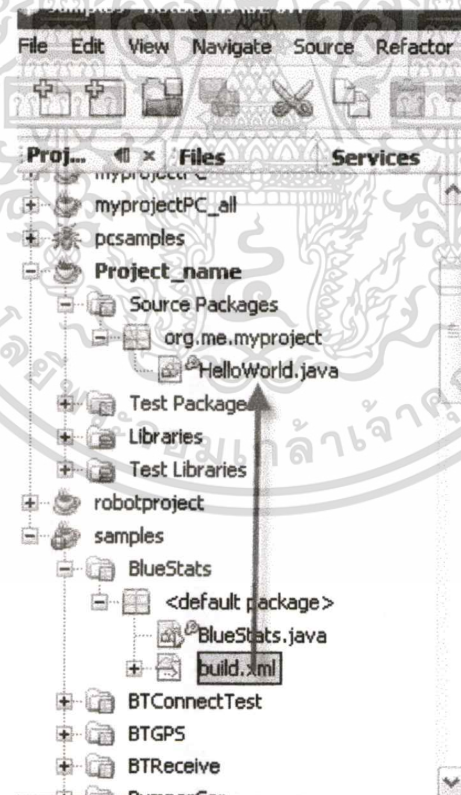 File Edit View Navigate Source Refactor
Proj... Files Services
myprojectPC_all
pcsamples
Project_name
Source Packages
org.me.myproject
HelloWorld.java
Test Package
Libraries
Test Libraries
robotproject
samples
BlueStats
<default package>
BlueStats.java
build.xml
BTConnectTest
BTGPS
BTReceive